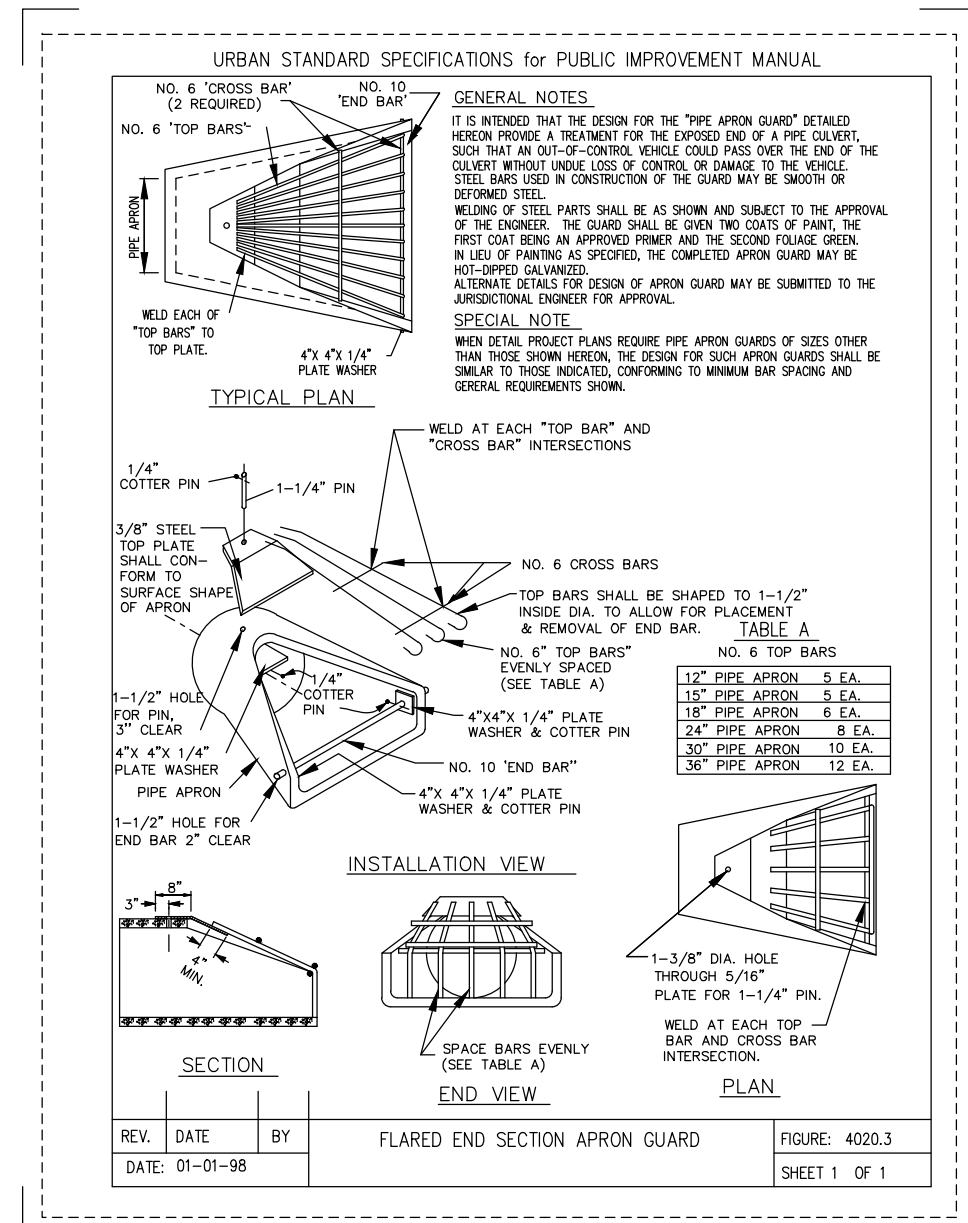 URBAN STANDARD SPECIFICATIONS for PUBLIC IMPROVEMENT MANUAL
NO. 6 'CROSS BAR'
(2 REQUIRED)
NO. 10
'END BAR'
NO. 6 'TOP BARS'
PIPE APRON
WELD EACH OF
"TOP BARS" TO
TOP PLATE.
4"X 4"X 1/4"
PLATE WASHER
TYPICAL PLAN
GENERAL NOTES
IT IS INTENDED THAT THE DESIGN FOR THE "PIPE APRON GUARD" DETAILED
HEREON PROVIDE A TREATMENT FOR THE EXPOSED END OF A PIPE CULVERT,
SUCH THAT AN OUT-OF-CONTROL VEHICLE COULD PASS OVER THE END OF THE
CULVERT WITHOUT UNDUE LOSS OF CONTROL OR DAMAGE TO THE VEHICLE.
STEEL BARS USED IN CONSTRUCTION OF THE GUARD MAY BE SMOOTH OR
DEFORMED STEEL.
WELDING OF STEEL PARTS SHALL BE AS SHOWN AND SUBJECT TO THE APPROVAL
OF THE ENGINEER. THE GUARD SHALL BE GIVEN TWO COATS OF PAINT, THE
FIRST COAT BEING AN APPROVED PRIMER AND THE SECOND FOLIAGE GREEN.
IN LIEU OF PAINTING AS SPECIFIED, THE COMPLETED APRON GUARD MAY BE
HOT-DIPPED GALVANIZED.
ALTERNATE DETAILS FOR DESIGN OF APRON GUARD MAY BE SUBMITTED TO THE
JURISDICTIONAL ENGINEER FOR APPROVAL.
SPECIAL NOTE
WHEN DETAIL PROJECT PLANS REQUIRE PIPE APRON GUARDS OF SIZES OTHER
THAN THOSE SHOWN HEREON, THE DESIGN FOR SUCH APRON GUARDS SHALL BE
SIMILAR TO THOSE INDICATED, CONFORMING TO MINIMUM BAR SPACING AND
GERERAL REQUIREMENTS SHOWN.
WELD AT EACH "TOP BAR" AND
"CROSS BAR" INTERSECTIONS
1/4"
COTTER PIN
1-1/4" PIN
3/8" STEEL
TOP PLATE
SHALL CON-
FORM TO
SURFACE SHAPE
OF APRON
NO. 6 CROSS BARS
TOP BARS SHALL BE SHAPED TO 1-1/2"
INSIDE DIA. TO ALLOW FOR PLACEMENT
& REMOVAL OF END BAR.
NO. 6" TOP BARS"
EVENLY SPACED
(SEE TABLE A)
1/4"
COTTER
PIN
1-1/2" HOLE
FOR PIN,
3" CLEAR
4"X 4"X 1/4"
PLATE WASHER
PIPE APRON
1-1/2" HOLE FOR
END BAR 2" CLEAR
4"X4"X 1/4" PLATE
WASHER & COTTER PIN
NO. 10 'END BAR"
4"X 4"X 1/4" PLATE
WASHER & COTTER PIN
INSTALLATION VIEW
TABLE A
NO. 6 TOP BARS
12" PIPE APRON 5 EA.
15" PIPE APRON 5 EA.
18" PIPE APRON 6 EA.
24" PIPE APRON 8 EA.
30" PIPE APRON 10 EA.
36" PIPE APRON 12 EA.
8"
3"
4"
MIN.
SECTION
SPACE BARS EVENLY
(SEE TABLE A)
END VIEW
1-3/8" DIA. HOLE
THROUGH 5/16"
PLATE FOR 1-1/4" PIN.
WELD AT EACH TOP
BAR AND CROSS BAR
INTERSECTION.
PLAN
REV. DATE BY
DATE: 01-01-98
FLARED END SECTION APRON GUARD
FIGURE: 4020.3
SHEET 1 OF 1